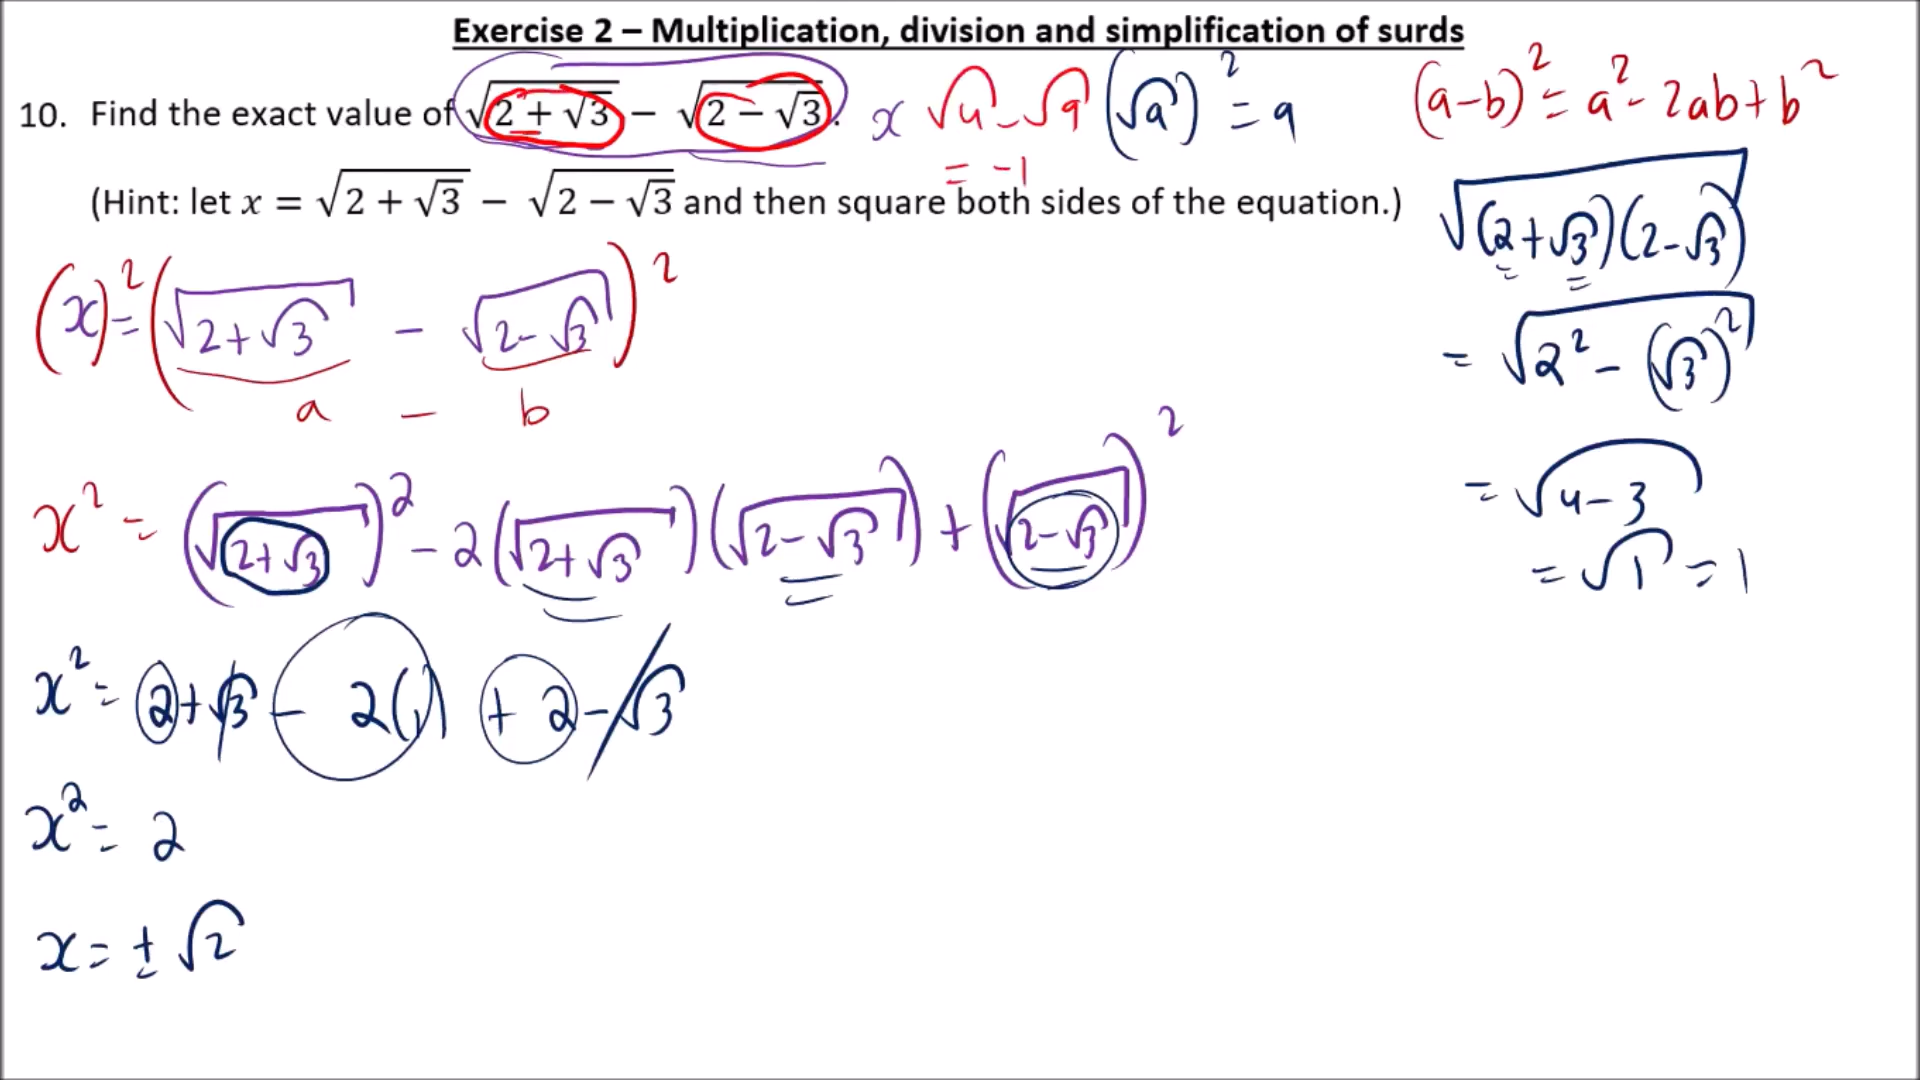 Exercise 2 – Multiplication, division and simplification of surds
10. Find the exact value of √(2 + √3) − √(2 − √3).
x √4 − √9
= −1
(√a)² = a
(a−b)² = a² − 2ab + b²
(Hint: let x = √(2 + √3) − √(2 − √3) and then square both sides of the equation.)
√((2+√3)(2−√3))
= √(2² − (√3)²)
= √(4−3)
= √1 = 1
(x)² = (√(2+√3) − √(2−√3))²
a − b
x² = (√(2+√3))² − 2(√(2+√3))(√(2−√3)) + (√(2−√3))²
x² = 2+√3 − 2(1) + 2−√3
x² = 2
x = ± √2